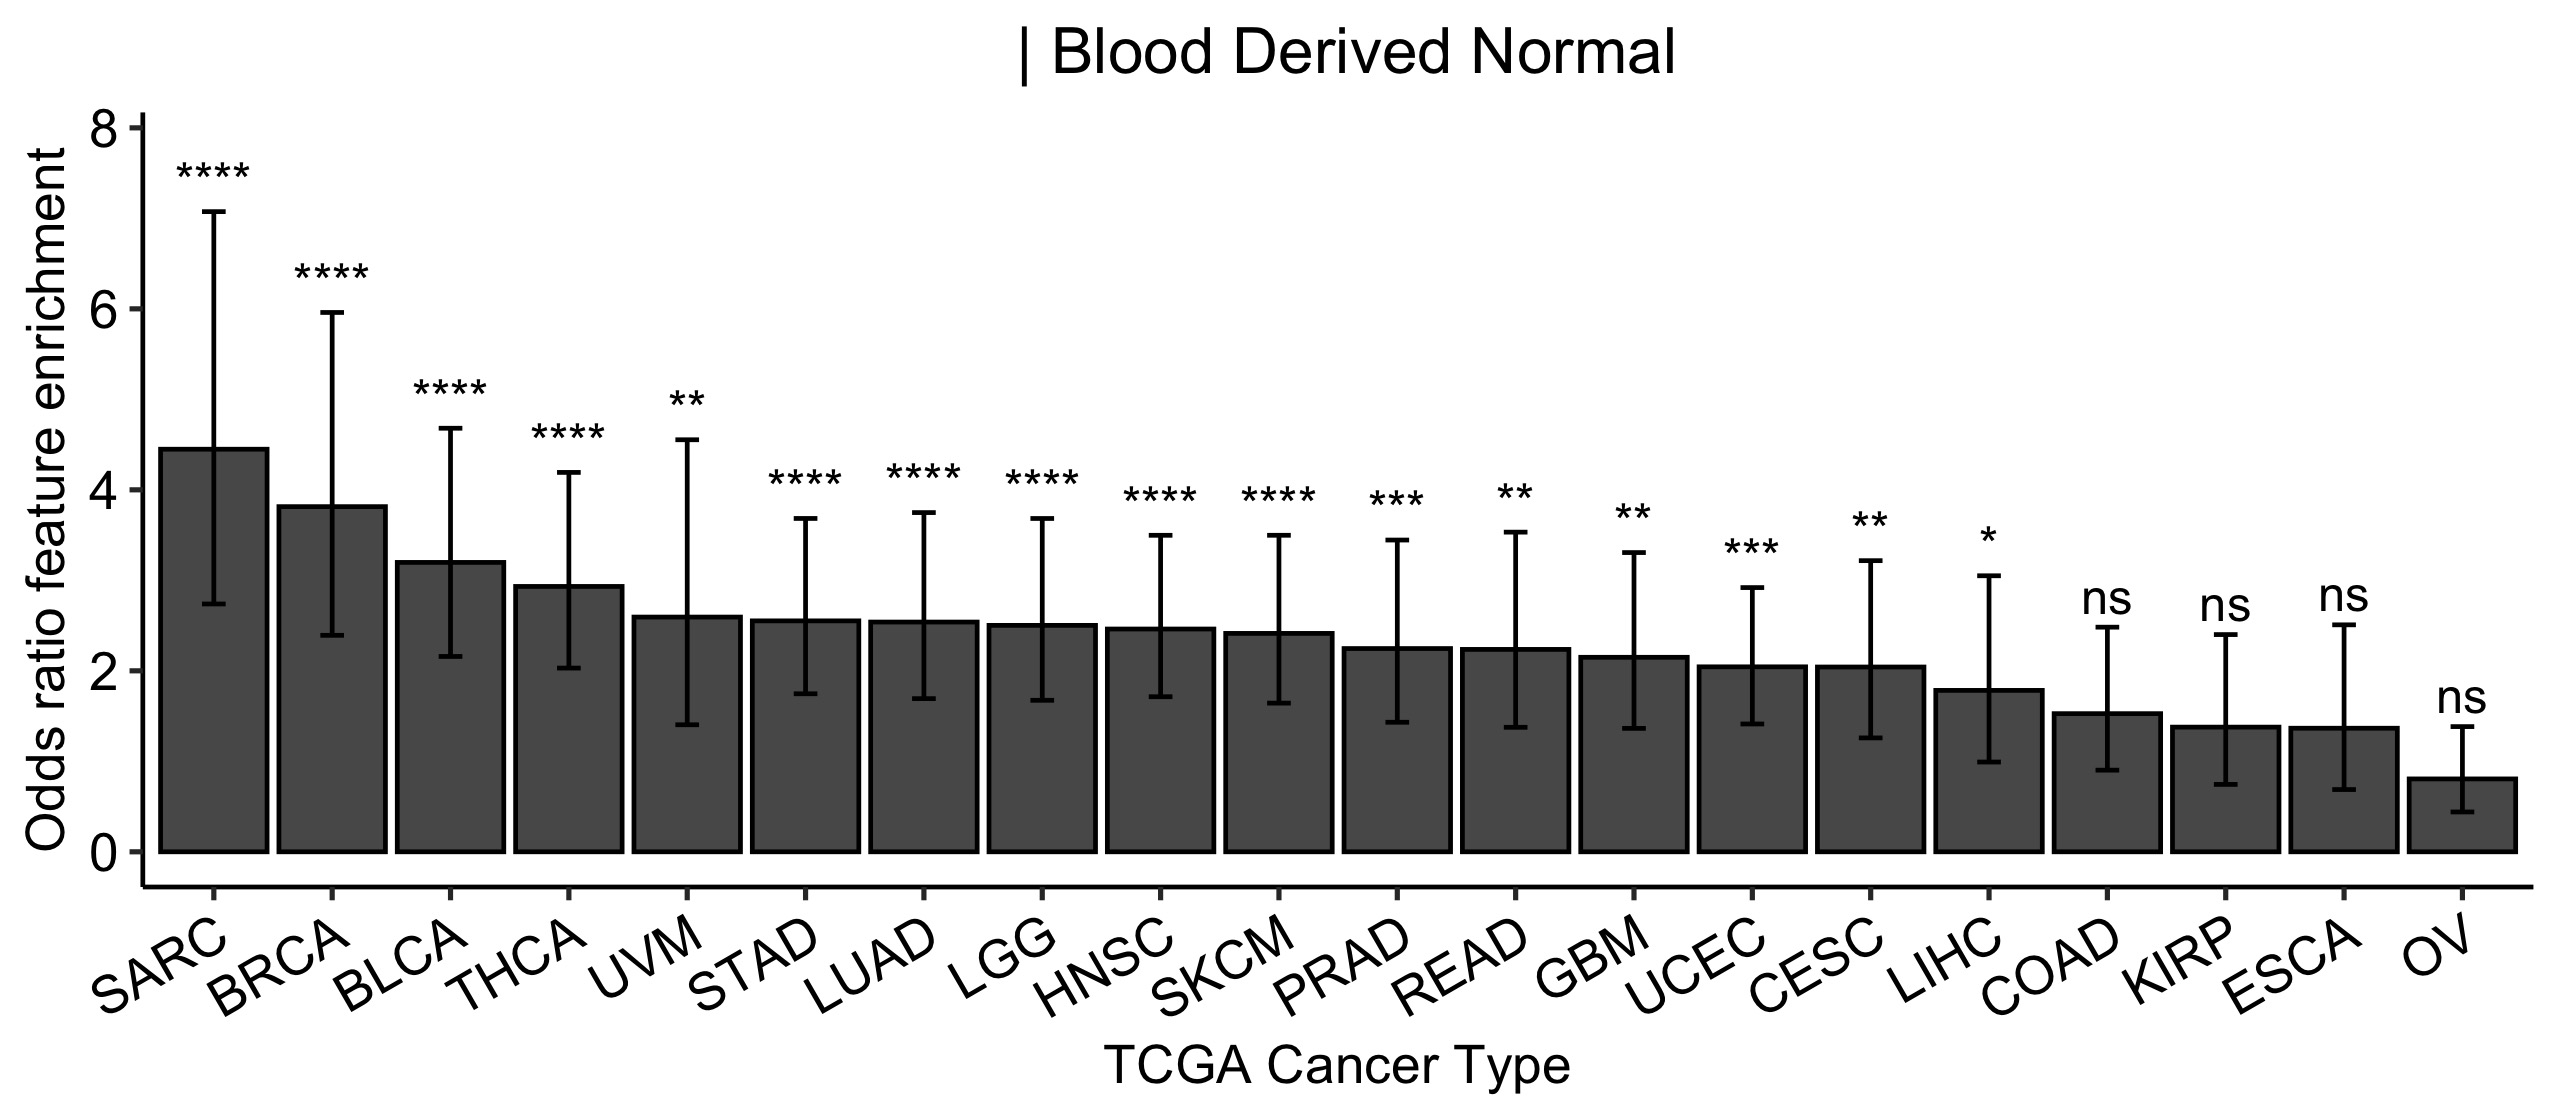 | Blood Derived Normal
Odds ratio feature enrichment
8
6
4
2
0
****
****
****
****
**
****
****
****
****
****
***
**
**
***
**
*
ns
ns
ns
ns
SARC
BRCA
BLCA
THCA
UVM
STAD
LUAD
LGG
HNSC
SKCM
PRAD
READ
GBM
UCEC
CESC
LIHC
COAD
KIRP
ESCA
OV
TCGA Cancer Type